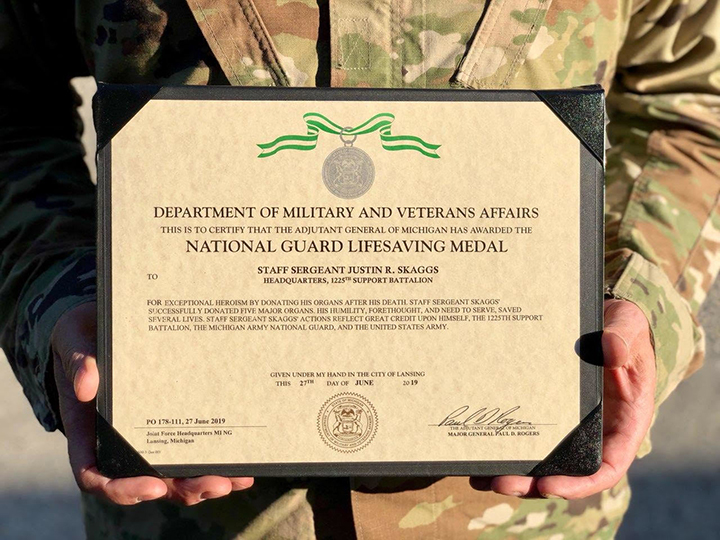 DEPARTMENT OF MILITARY AND VETERANS AFFAIRS
THIS IS TO CERTIFY THAT THE ADJUTANT GENERAL OF MICHIGAN HAS AWARDED THE
NATIONAL GUARD LIFESAVING MEDAL
STAFF SERGEANT JUSTIN R. SKAGGS
TO HEADQUARTERS, 1225TH SUPPORT BATTALION
FOR EXCEPTIONAL HEROISM BY DONATING HIS ORGANS AFTER HIS DEATH. STAFF SERGEANT SKAGGS'
SUCCESSFULLY DONATED FIVE MAJOR ORGANS. HIS HUMILITY, FORETHOUGHT, AND NEED TO SERVE, SAVED
SEVERAL LIVES. STAFF SERGEANT SKAGGS' ACTIONS REFLECT GREAT CREDIT UPON HIMSELF, THE 1225TH SUPPORT
BATTALION, THE MICHIGAN ARMY NATIONAL GUARD, AND THE UNITED STATES ARMY.
GIVEN UNDER MY HAND IN THE CITY OF LANSING
THIS 27TH DAY OF JUNE 2019
PO 178-111, 27 June 2019
Joint Force Headquarters MI NG
Lansing, Michigan
Paul D. Rogers
THE ADJUTANT GENERAL OF MICHIGAN
MAJOR GENERAL PAUL D. ROGERS